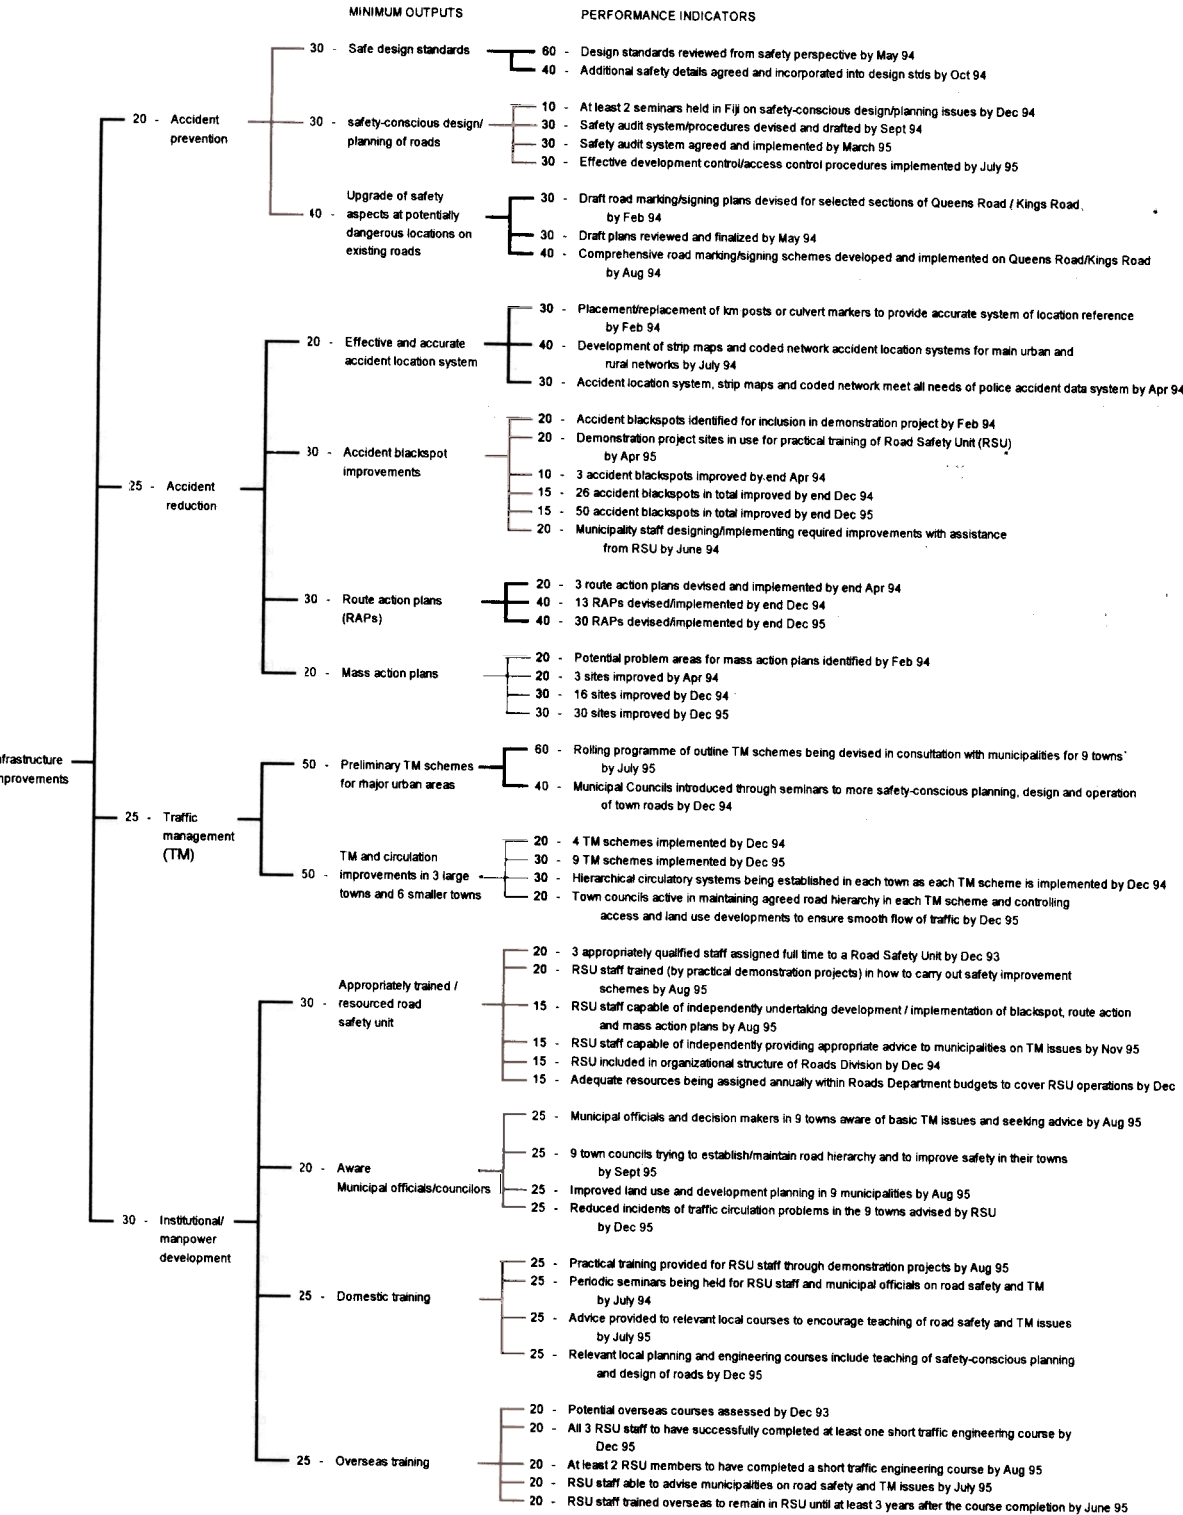 MINIMUM OUTPUTS
PERFORMANCE INDICATORS
20 - Accident
prevention
30 - Safe design standards
60 - Design standards reviewed from safety perspective by May 94
40 - Additional safety details agreed and incorporated into design stds by Oct 94
30 - safety-conscious design/
planning of roads
10 - At least 2 seminars held in Fiji on safety-conscious design/planning issues by Dec 94
30 - Safety audit system/procedures devised and drafted by Sept 94
30 - Safety audit system agreed and implemented by March 95
30 - Effective development control/access control procedures implemented by July 95
Upgrade of safety
40 - aspects at potentially
dangerous locations on
existing roads
30 - Draft road marking/signing plans devised for selected sections of Queens Road / Kings Road
by Feb 94
30 - Draft plans reviewed and finalized by May 94
40 - Comprehensive road marking/signing schemes developed and implemented on Queens Road/Kings Road
by Aug 94
25 - Accident
reduction
20 - Effective and accurate
accident location system
30 - Placement/replacement of km posts or culvert markers to provide accurate system of location reference
by Feb 94
40 - Development of strip maps and coded network accident location systems for main urban and
rural networks by July 94
30 - Accident location system, strip maps and coded network meet all needs of police accident data system by Apr 94
30 - Accident blackspot
improvements
20 - Accident blackspots identified for inclusion in demonstration project by Feb 94
20 - Demonstration project sites in use for practical training of Road Safety Unit (RSU)
by Apr 95
10 - 3 accident blackspots improved by end Apr 94
15 - 26 accident blackspots in total improved by end Dec 94
15 - 50 accident blackspots in total improved by end Dec 95
20 - Municipality staff designing/implementing required improvements with assistance
from RSU by June 94
30 - Route action plans
(RAPs)
20 - 3 route action plans devised and implemented by end Apr 94
40 - 13 RAPs devised/implemented by end Dec 94
40 - 30 RAPs devised/implemented by end Dec 95
20 - Mass action plans
20 - Potential problem areas for mass action plans identified by Feb 94
20 - 3 sites improved by Apr 94
30 - 16 sites improved by Dec 94
30 - 30 sites improved by Dec 95
nfrastructure
mprovements
25 - Traffic
management
(TM)
50 - Preliminary TM schemes
for major urban areas
60 - Rolling programme of outline TM schemes being devised in consultation with municipalities for 9 towns
by July 95
40 - Municipal Councils introduced through seminars to more safety-conscious planning, design and operation
of town roads by Dec 94
TM and circulation
50 - improvements in 3 large
towns and 6 smaller towns
20 - 4 TM schemes implemented by Dec 94
30 - 9 TM schemes implemented by Dec 95
30 - Hierarchical circulatory systems being established in each town as each TM scheme is implemented by Dec 94
20 - Town councils active in maintaining agreed road hierarchy in each TM scheme and controlling
access and land use developments to ensure smooth flow of traffic by Dec 95
30 - Institutional/
manpower
development
Appropriately trained /
30 - resourced road
safety unit
20 - 3 appropriately qualified staff assigned full time to a Road Safety Unit by Dec 93
20 - RSU staff trained (by practical demonstration projects) in how to carry out safety improvement
schemes by Aug 95
15 - RSU staff capable of independently undertaking development / implementation of blackspot, route action
and mass action plans by Aug 95
15 - RSU staff capable of independently providing appropriate advice to municipalities on TM issues by Nov 95
15 - RSU included in organizational structure of Roads Division by Dec 94
15 - Adequate resources being assigned annually within Roads Department budgets to cover RSU operations by Dec
20 - Aware
Municipal officials/councilors
25 - Municipal officials and decision makers in 9 towns aware of basic TM issues and seeking advice by Aug 95
25 - 9 town councils trying to establish/maintain road hierarchy and to improve safety in their towns
by Sept 95
25 - Improved land use and development planning in 9 municipalities by Aug 95
25 - Reduced incidents of traffic circulation problems in the 9 towns advised by RSU
by Dec 95
25 - Domestic training
25 - Practical training provided for RSU staff through demonstration projects by Aug 95
25 - Periodic seminars being held for RSU staff and municipal officials on road safety and TM
by July 94
25 - Advice provided to relevant local courses to encourage teaching of road safety and TM issues
by July 95
25 - Relevant local planning and engineering courses include teaching of safety-conscious planning
and design of roads by Dec 95
25 - Overseas training
20 - Potential overseas courses assessed by Dec 93
20 - All 3 RSU staff to have successfully completed at least one short traffic engineering course by
Dec 95
20 - At least 2 RSU members to have completed a short traffic engineering course by Aug 95
20 - RSU staff able to advise municipalities on road safety and TM issues by July 95
20 - RSU staff trained overseas to remain in RSU until at least 3 years after the course completion by June 95